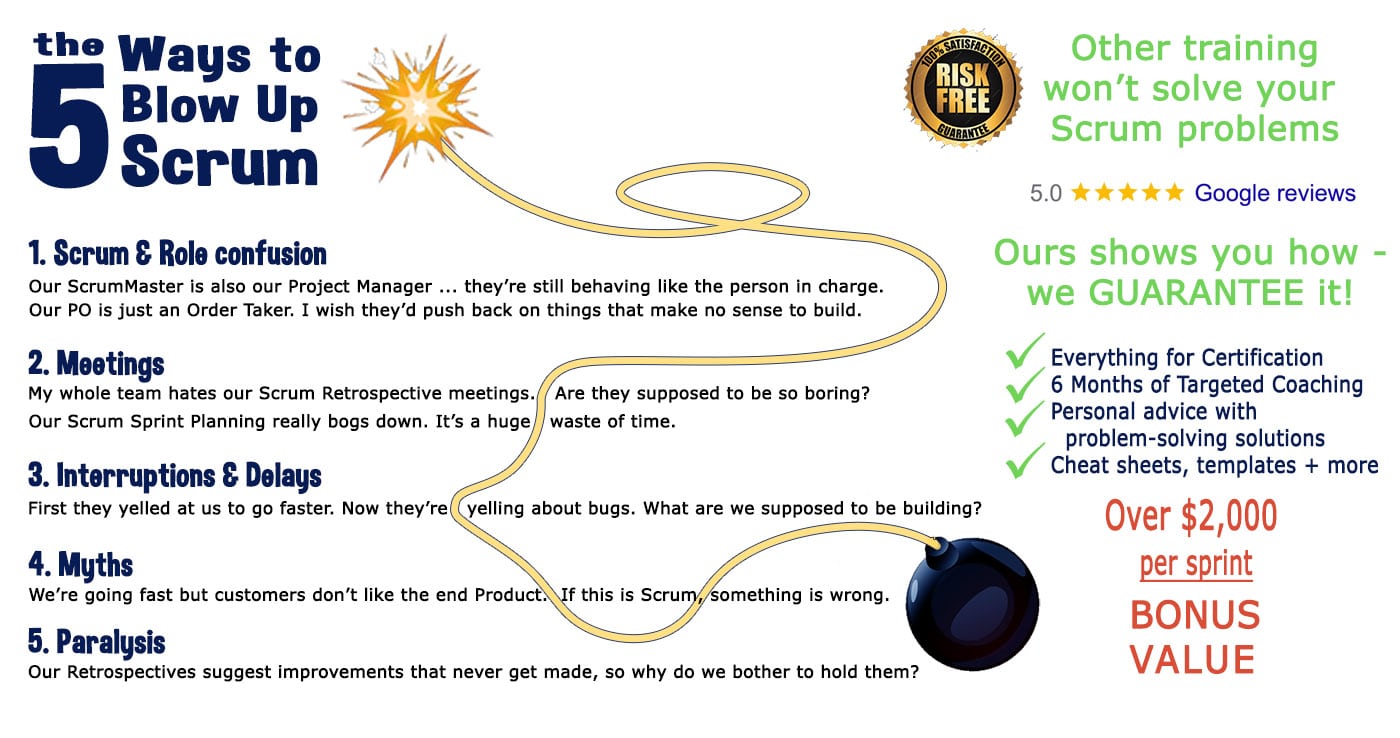 the
5
Ways to
Blow Up
Scrum
1. Scrum & Role confusion
Our ScrumMaster is also our Project Manager ... they're still behaving like the person in charge.
Our PO is just an Order Taker. I wish they'd push back on things that make no sense to build.
2. Meetings
My whole team hates our Scrum Retrospective meetings. Are they supposed to be so boring?
Our Scrum Sprint Planning really bogs down. It's a huge waste of time.
3. Interruptions & Delays
First they yelled at us to go faster. Now they're yelling about bugs. What are we supposed to be building?
4. Myths
We're going fast but customers don't like the end Product. If this is Scrum, something is wrong.
5. Paralysis
Our Retrospectives suggest improvements that never get made, so why do we bother to hold them?
100% SATISFACTION
RISK
FREE
GUARANTEE
Other training
won't solve your
Scrum problems
5.0 ★★★★★ Google reviews
Ours shows you how -
we GUARANTEE it!
Everything for Certification
6 Months of Targeted Coaching
Personal advice with
problem-solving solutions
Cheat sheets, templates + more
Over $2,000
per sprint
BONUS
VALUE